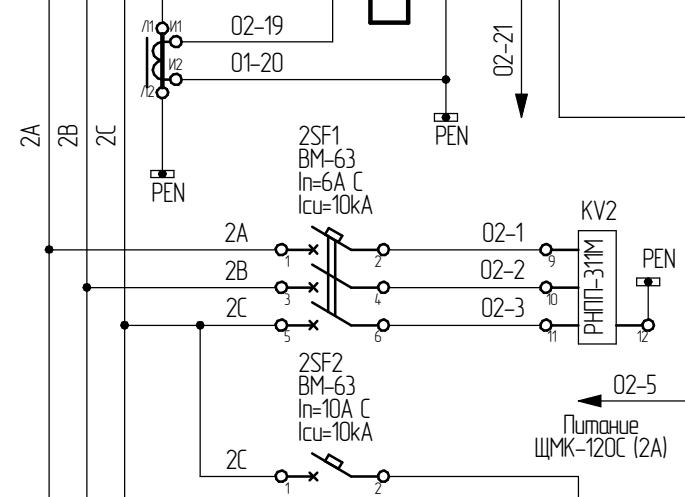 Л1
И1
02-19
И2
01-20
Л2
02-21
2A
2B
2C
PEN
PEN
2SF1
ВМ-63
In=6A C
Icu=10kA
2A
1
2
02-1
9
KV2
РНПП-311М
PEN
2B
3
4
02-2
10
2C
5
6
02-3
11
12
2SF2
ВМ-63
In=10A C
Icu=10kA
02-5
Питание
ЩМК-120С (2А)
2C
1
2